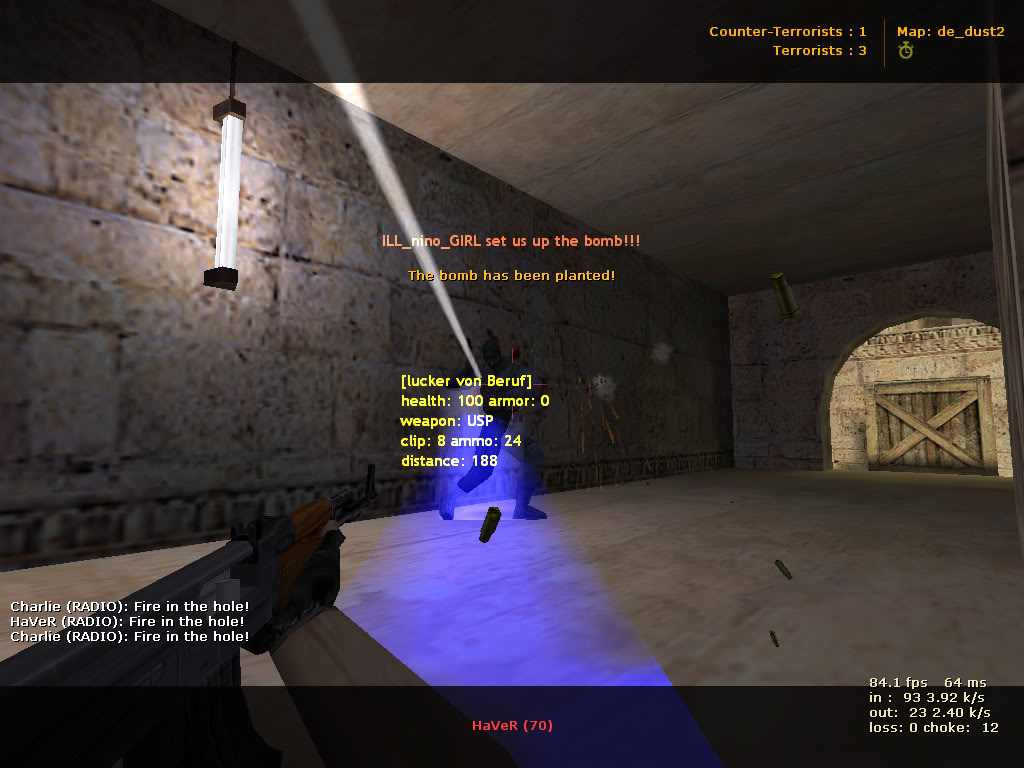 Counter-Terrorists : 1
Terrorists : 3
Map: de_dust2
ILL_nino_GIRL set us up the bomb!!!
The bomb has been planted!
[lucker von Beruf]
health: 100 armor: 0
weapon: USP
clip: 8 ammo: 24
distance: 188
Charlie (RADIO): Fire in the hole!
HaVeR (RADIO): Fire in the hole!
Charlie (RADIO): Fire in the hole!
84.1 fps 64 ms
in : 93 3.92 k/s
out: 23 2.40 k/s
loss: 0 choke: 12
HaVeR (70)